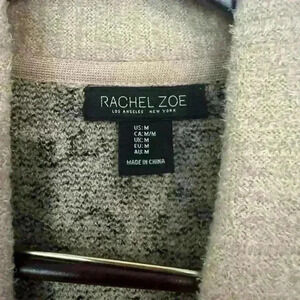 RACHEL ZOE
LOS ANGELES NEW YORK
US: M
CA: M/M
UK: M
EU: M
AU: M
MADE IN CHINA